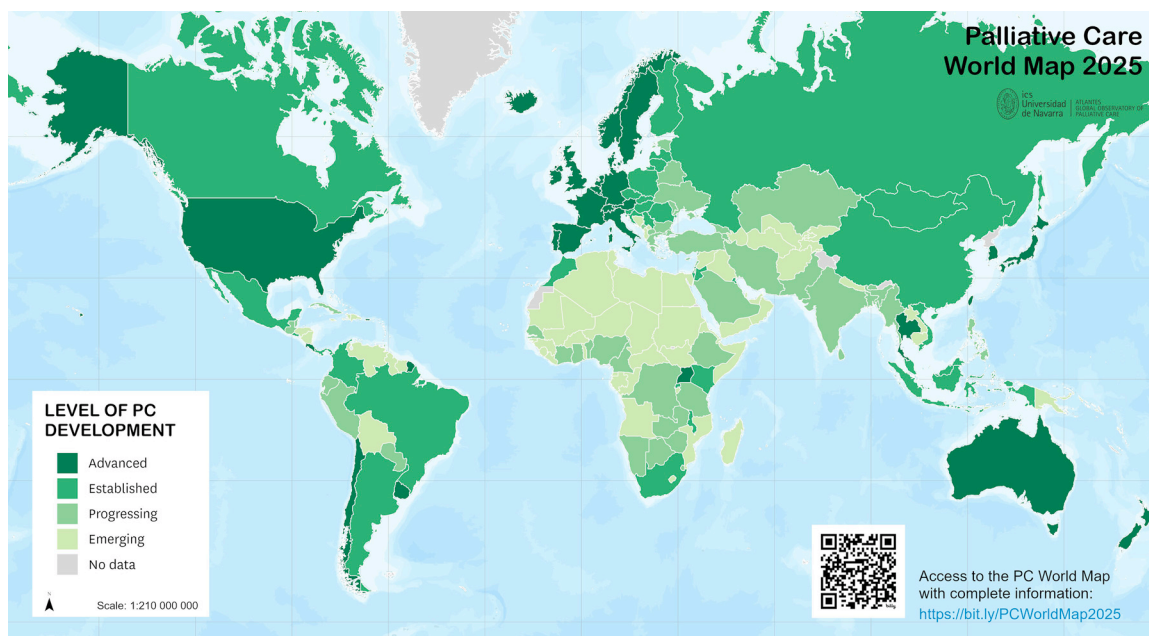 Palliative Care
World Map 2025
ics
Universidad
de Navarra
ATLANTES
GLOBAL OBSERVATORY OF
PALLIATIVE CARE
LEVEL OF PC
DEVELOPMENT
Advanced
Established
Progressing
Emerging
No data
N
Scale: 1:210 000 000
Access to the PC World Map
with complete information:
https://bit.ly/PCWorldMap2025